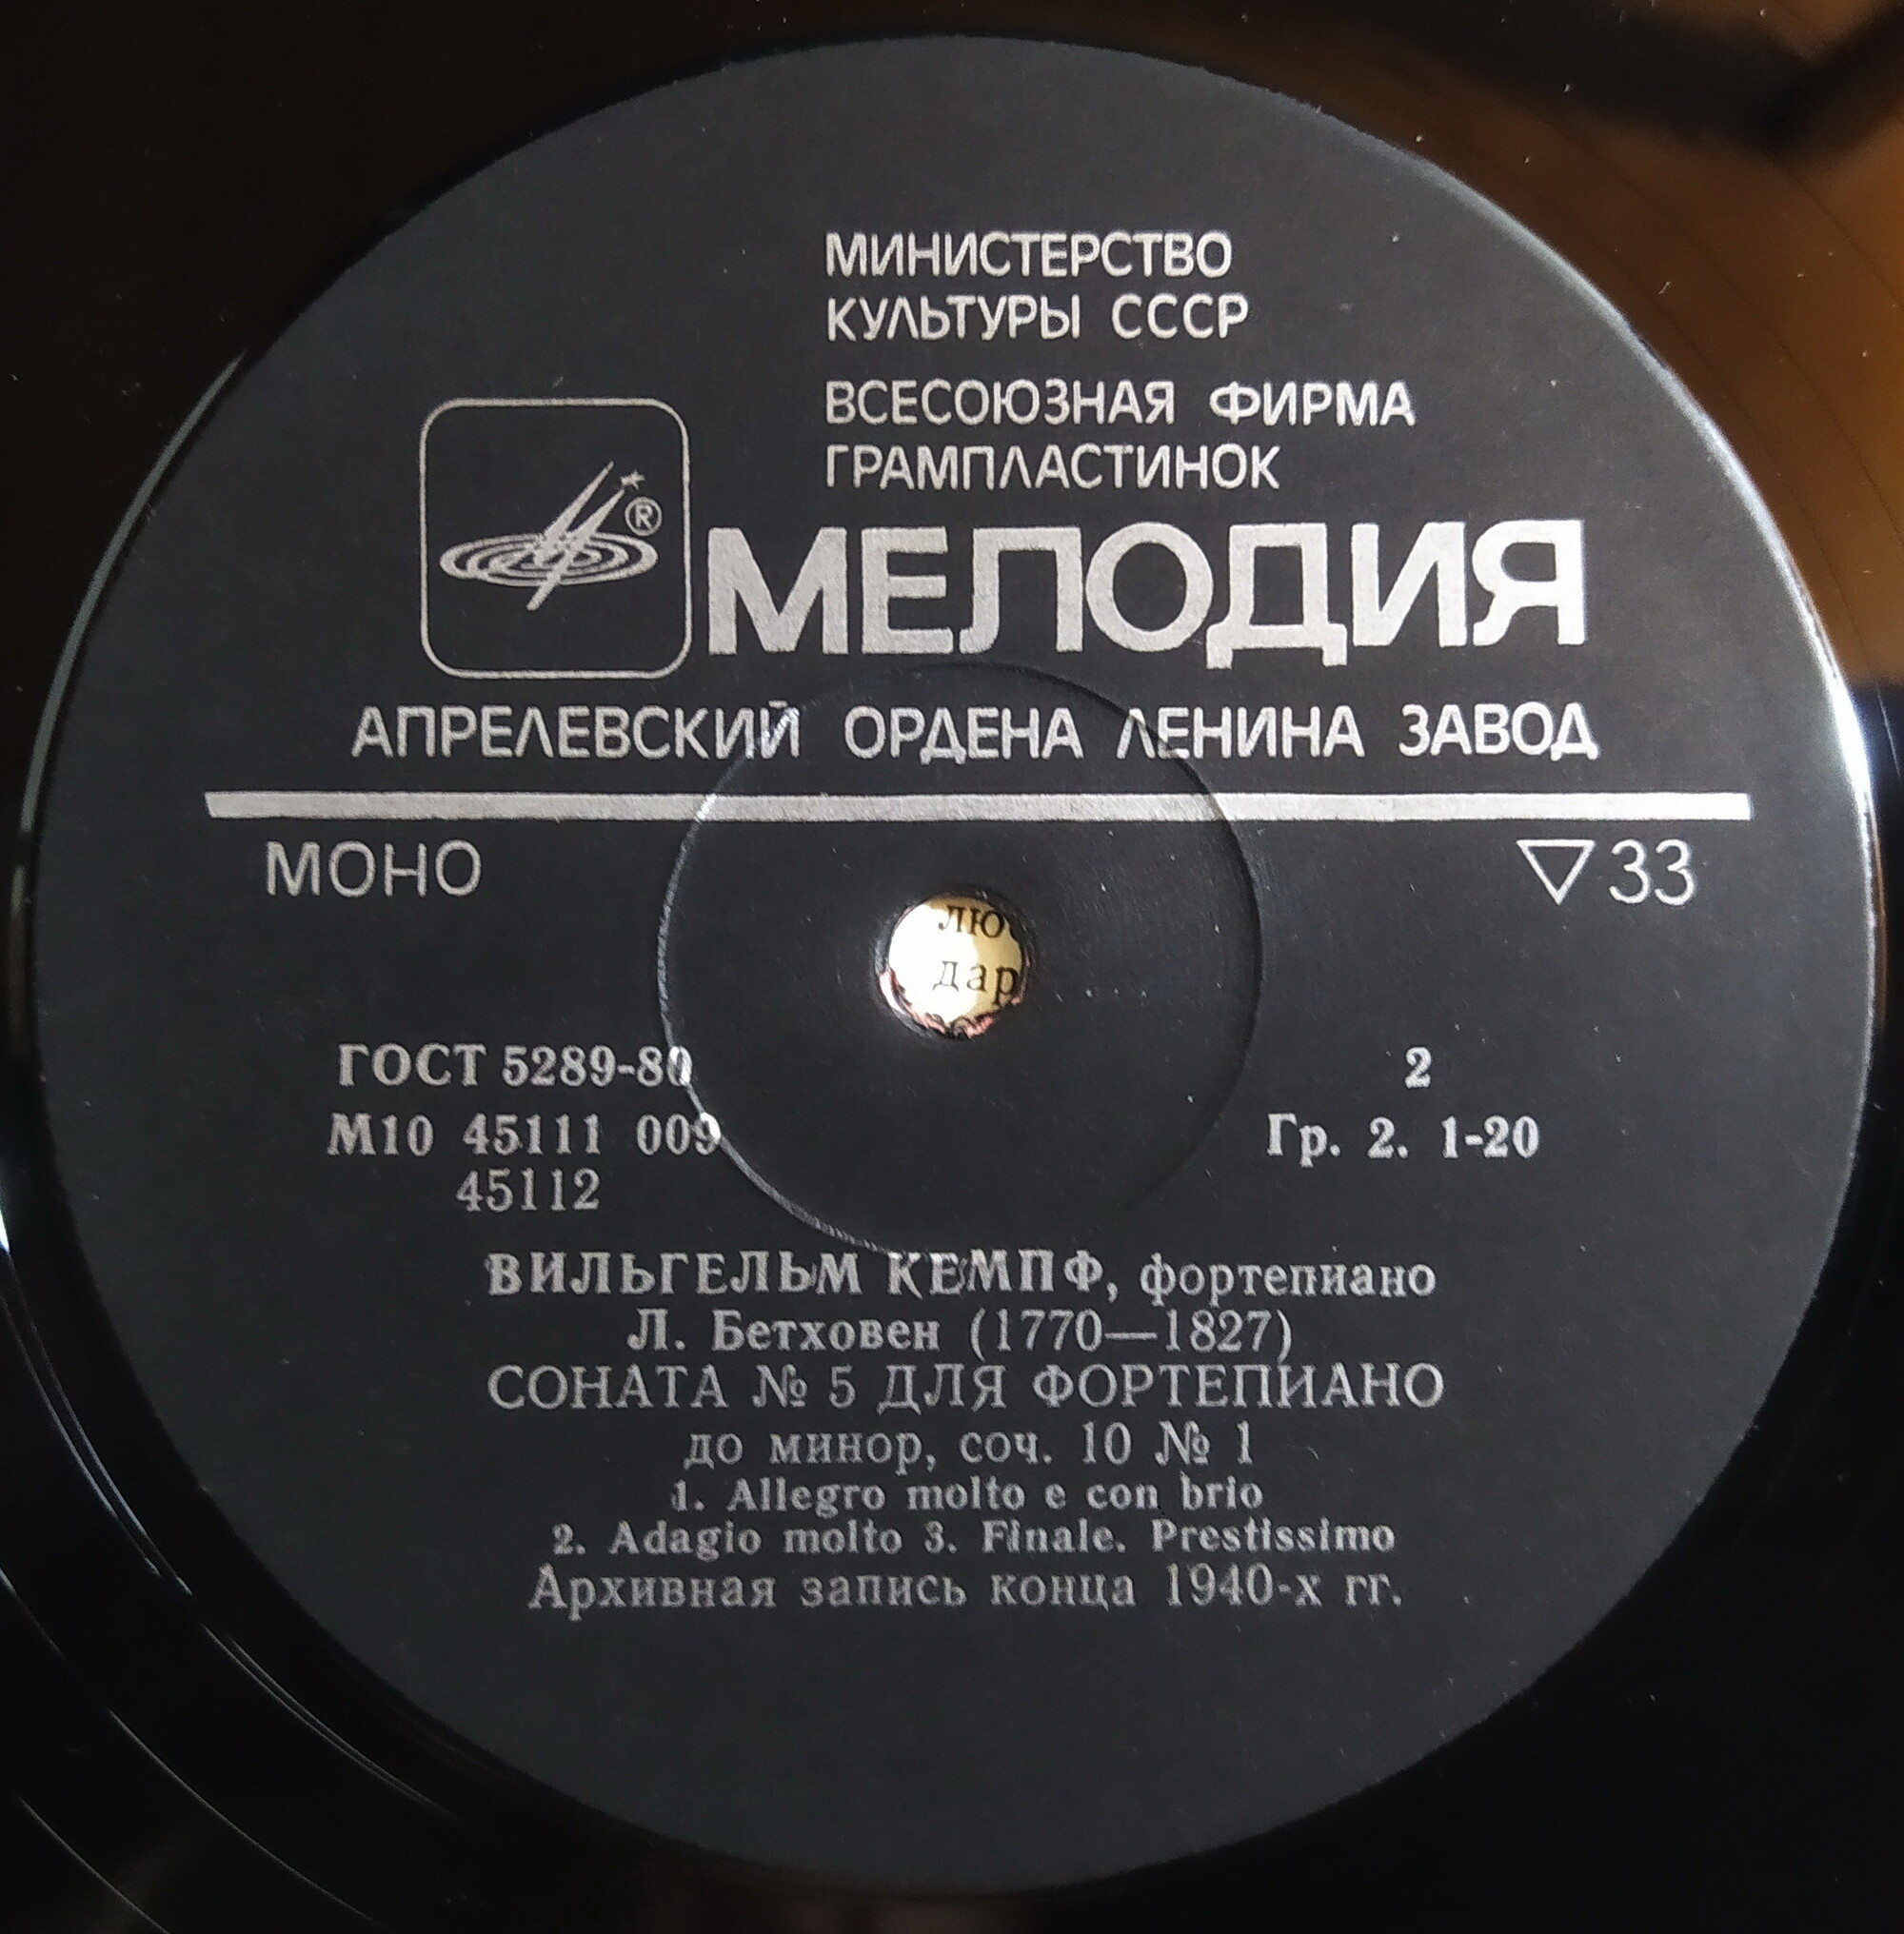 МИНИСТЕРСТВО
КУЛЬТУРЫ СССР
ВСЕСОЮЗНАЯ ФИРМА
ГРАМПЛАСТИНОК
®
МЕЛОДИЯ
АПРЕЛЕВСКИЙ ОРДЕНА ЛЕНИНА ЗАВОД
МОНО
▽33
лю
дар
ГОСТ 5289-80
2
М10 45111 009
Гр. 2. 1-20
45112
ВИЛЬГЕЛЬМ КЕМПФ, фортепиано
Л. Бетховен (1770—1827)
СОНАТА № 5 ДЛЯ ФОРТЕПИАНО
до минор, соч. 10 № 1
1. Allegro molto e con brio
2. Adagio molto 3. Finale. Prestissimo
Архивная запись конца 1940-х гг.